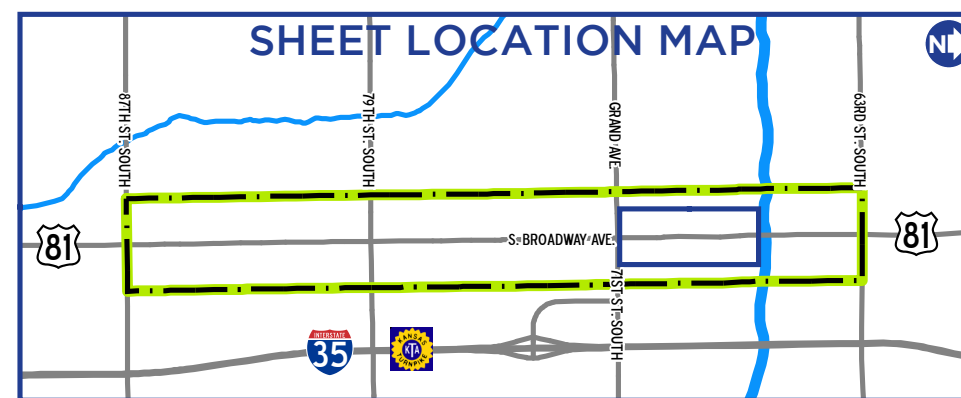 SHEET LOCATION MAP
N
87TH ST. SOUTH
79TH ST. SOUTH
GRAND AVE.
63RD ST. SOUTH
81
S. BROADWAY AVE.
81
71ST ST. SOUTH
INTERSTATE
35
KANSAS
KTA
TURNPIKE